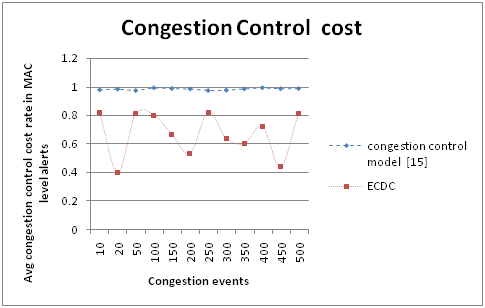 Congestion Control cost
Avg congestion control cost rate in MAC
level alerts
1.2
1
0.8
0.6
0.4
0.2
0
10
20
50
100
150
200
250
300
350
400
450
500
Congestion events
congestion control
model [15]
ECDC